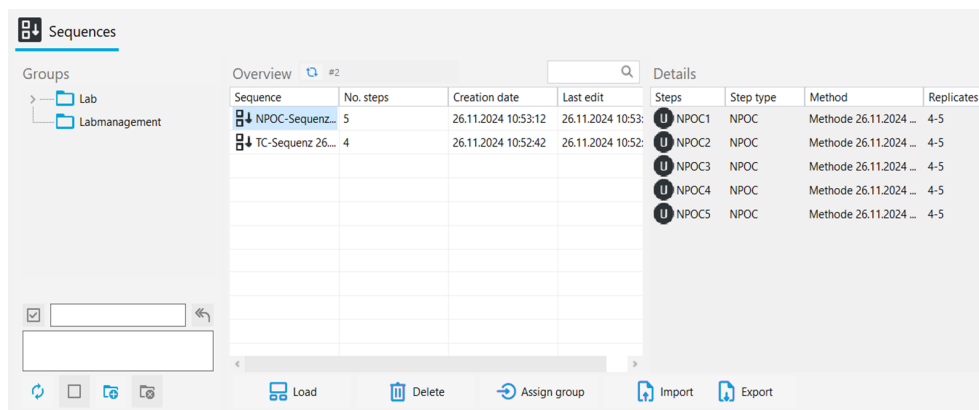 Sequences
Groups
Lab
Labmanagement
Overview #2
Sequence No. steps Creation date Last edit
NPOC-Sequenz... 5 26.11.2024 10:53:12 26.11.2024 10:53:
TC-Sequenz 26.... 4 26.11.2024 10:52:42 26.11.2024 10:52:
Details
Steps Step type Method Replicates
U NPOC1 NPOC Methode 26.11.2024 ... 4-5
U NPOC2 NPOC Methode 26.11.2024 ... 4-5
U NPOC3 NPOC Methode 26.11.2024 ... 4-5
U NPOC4 NPOC Methode 26.11.2024 ... 4-5
U NPOC5 NPOC Methode 26.11.2024 ... 4-5
Load Delete Assign group Import Export